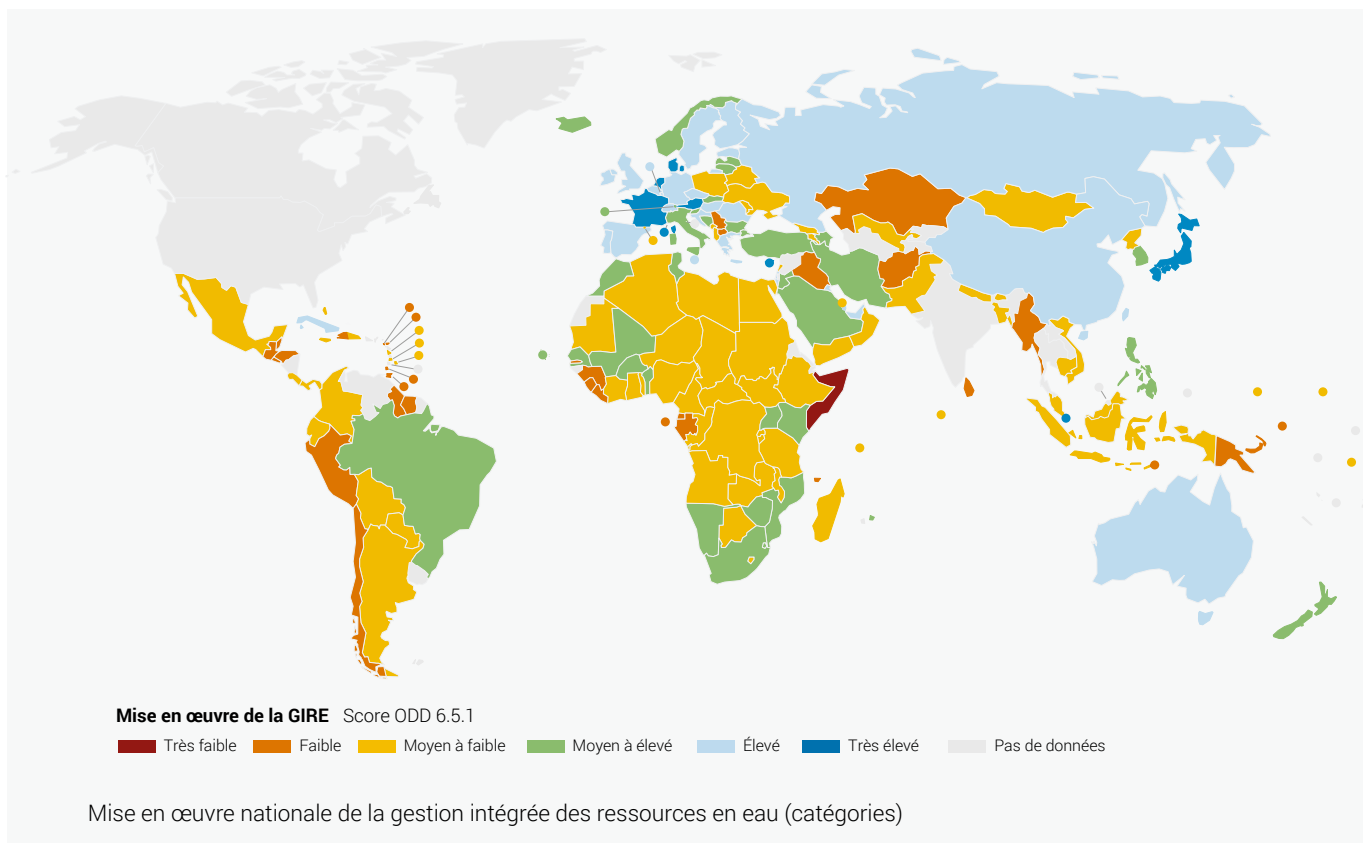 Mise en œuvre de la GIRE Score ODD 6.5.1
Très faible Faible Moyen à faible Moyen à élevé Élevé Très élevé Pas de données
Mise en œuvre nationale de la gestion intégrée des ressources en eau (catégories)